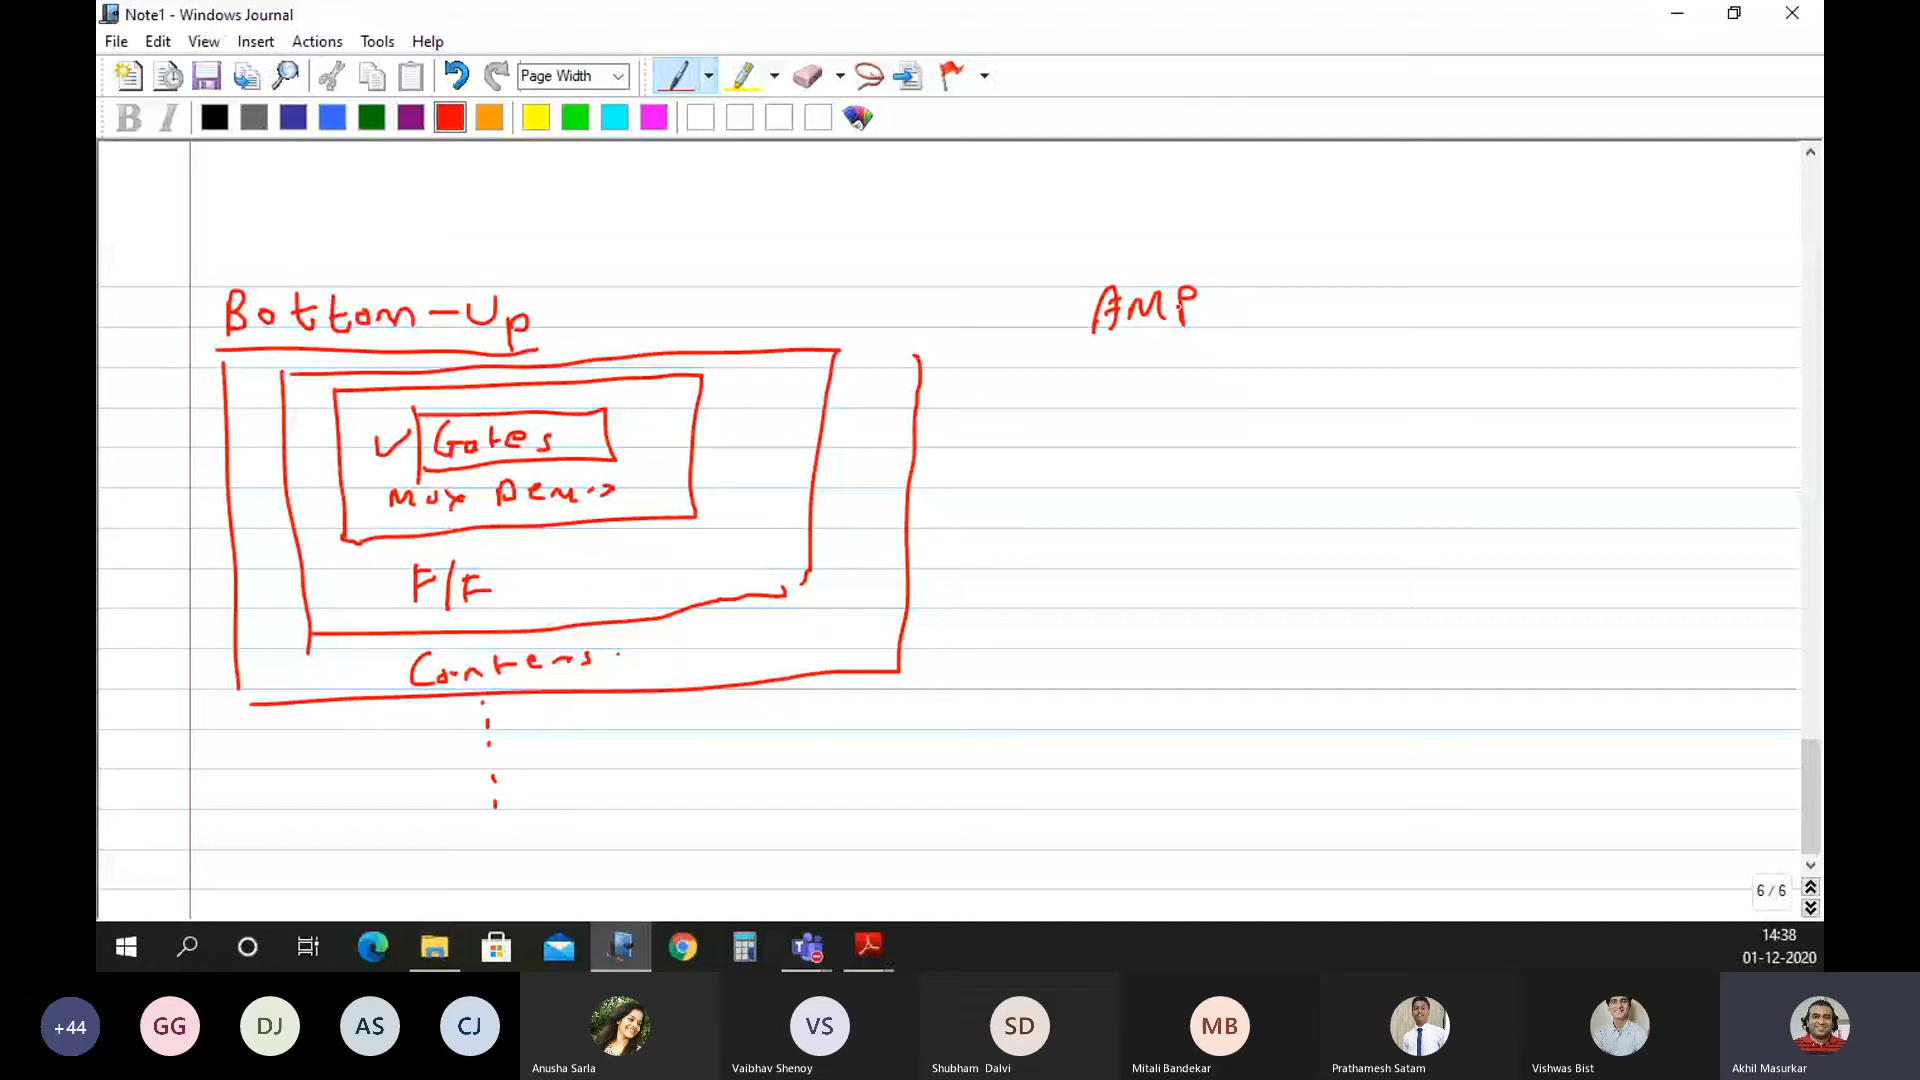 Note1 - Windows Journal
File Edit View Insert Actions Tools Help
Page Width
B I
Bottom-Up
AMP
Gates
Mux Demux
F/F
Counters
6 / 6
14:38
01-12-2020
+44 GG DJ AS CJ VS SD MB
Anusha Sarla Vaibhav Shenoy Shubham Dalvi Mitali Bandekar Prathamesh Satam Vishwas Bist Akhil Masurkar